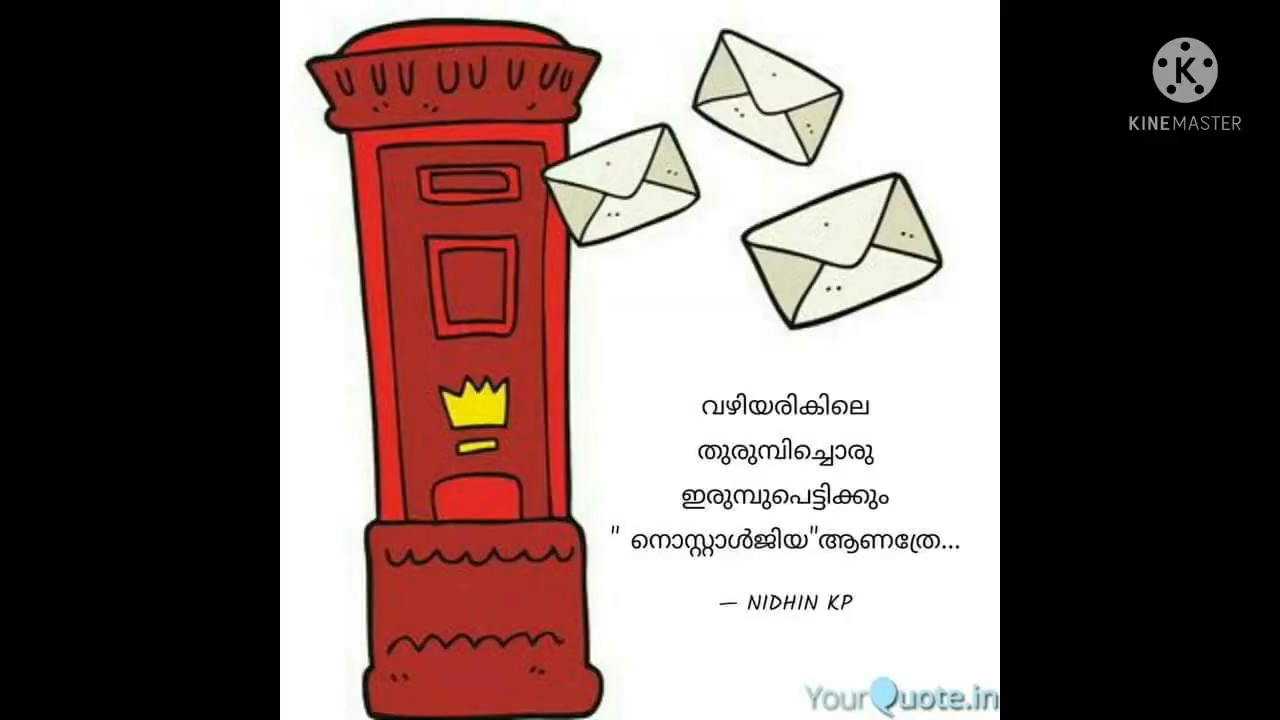 K
KINEMASTER
വഴിയരികിലെ
തുരുമ്പിച്ചൊരു
ഇരുമ്പുപെട്ടിക്കും
" നൊസ്റ്റാൾജിയ"ആണത്രേ...
— NIDHIN KP
YourQuote.in